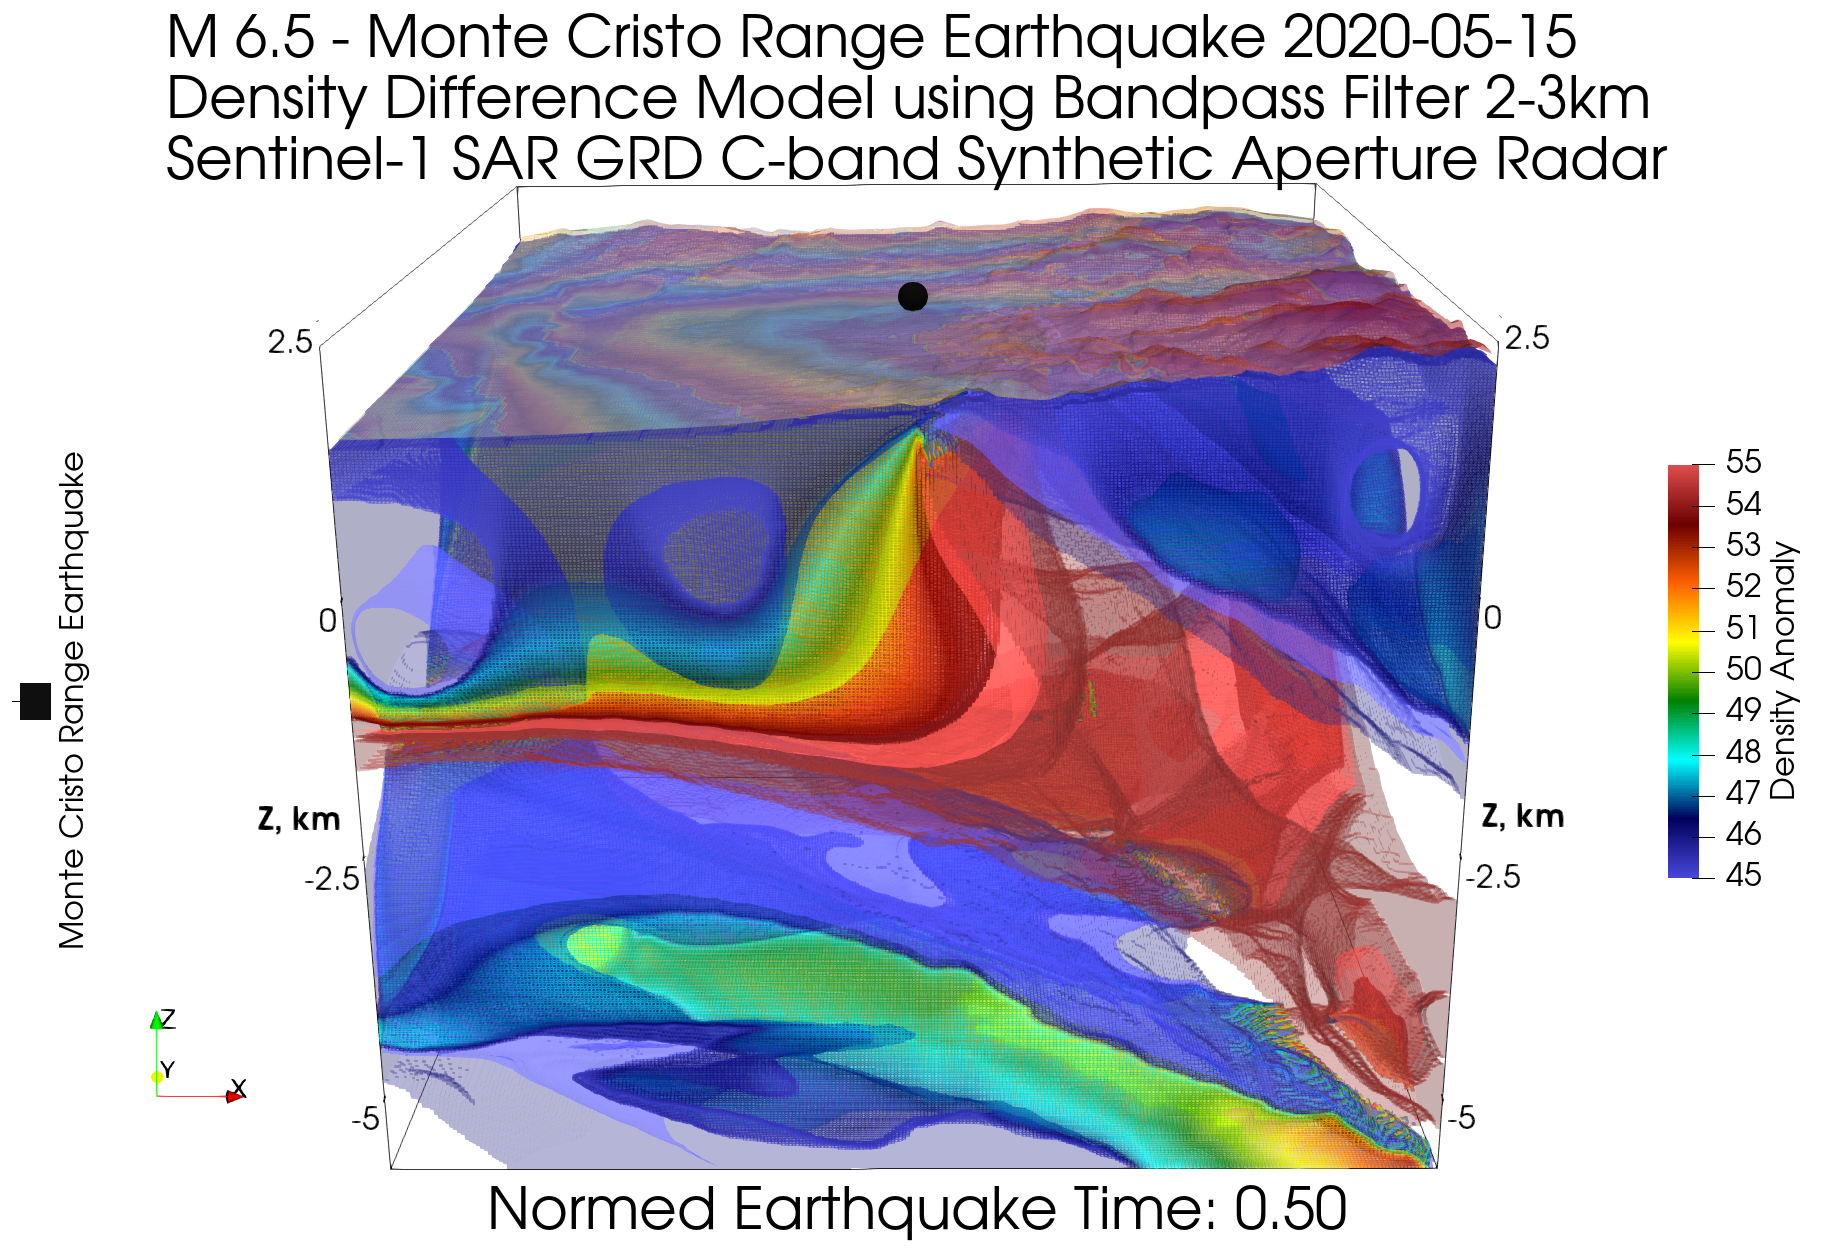 M 6.5 - Monte Cristo Range Earthquake 2020-05-15
Density Difference Model using Bandpass Filter 2-3km
Sentinel-1 SAR GRD C-band Synthetic Aperture Radar
2.5
0
Z, km
-2.5
-5
2.5
0
Z, km
-2.5
-5
Monte Cristo Range Earthquake
55
54
53
52
51
50
49
48
47
46
45
Density Anomaly
Z
Y
X
Normed Earthquake Time: 0.50